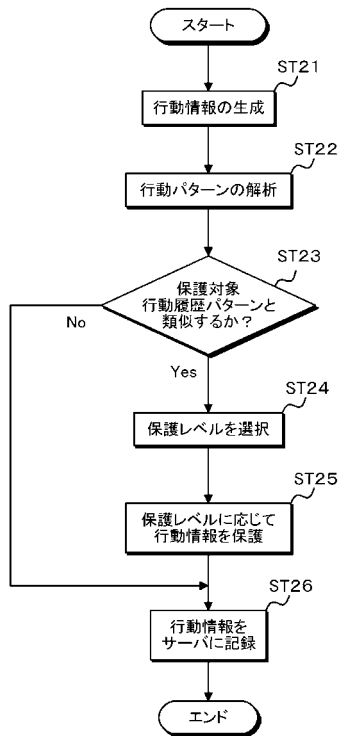 スタート
ST21
行動情報の生成
ST22
行動パターンの解析
ST23
保護対象
行動履歴パターンと
類似するか？
No
Yes
ST24
保護レベルを選択
ST25
保護レベルに応じて
行動情報を保護
ST26
行動情報を
サーバに記録
エンド